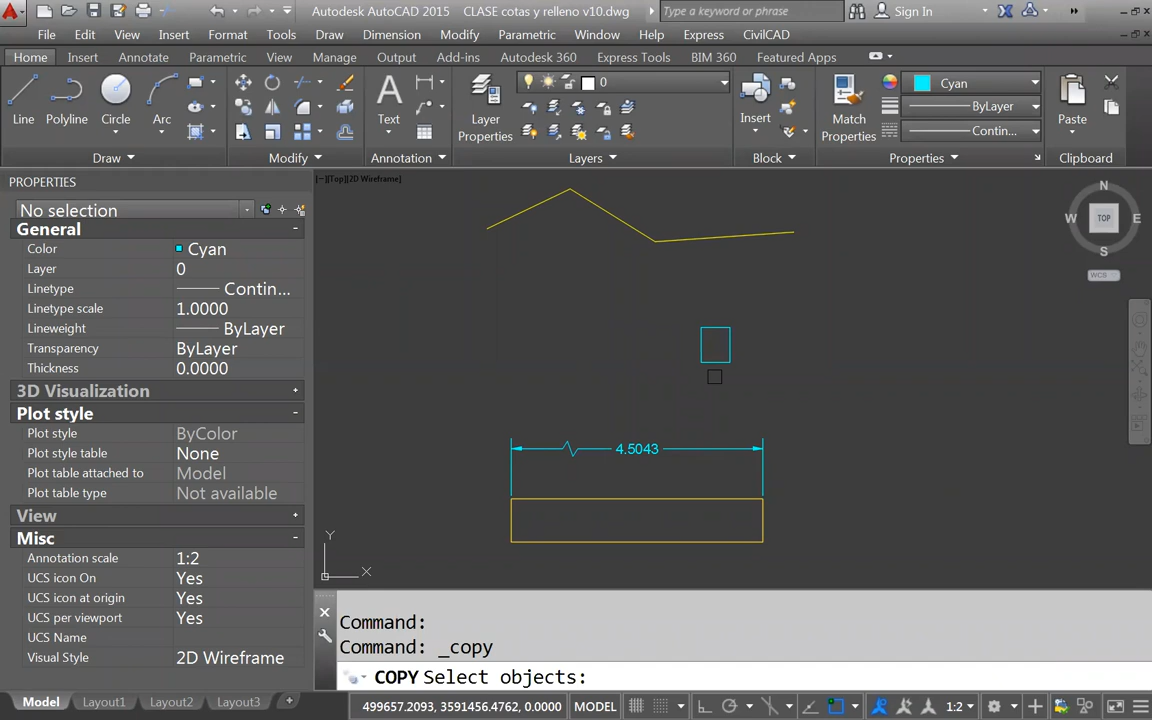 Autodesk AutoCAD 2015 CLASE cotas y relleno v10.dwg Type a keyword or phrase Sign In
File Edit View Insert Format Tools Draw Dimension Modify Parametric Window Help Express CivilCAD
Home Insert Annotate Parametric View Manage Output Add-ins Autodesk 360 Express Tools BIM 360 Featured Apps
0 Cyan
ByLayer
Contin...
Line Polyline Circle Arc Text Layer Properties Insert Match Properties Paste
Draw Modify Annotation Layers Block Properties Clipboard
PROPERTIES
No selection
General
Color Cyan
Layer 0
Linetype Contin...
Linetype scale 1.0000
Lineweight ByLayer
Transparency ByLayer
Thickness 0.0000
3D Visualization
Plot style
Plot style ByColor
Plot style table None
Plot table attached to Model
Plot table type Not available
View
Misc
Annotation scale 1:2
UCS icon On Yes
UCS icon at origin Yes
UCS per viewport Yes
UCS Name
Visual Style 2D Wireframe
[−][Top][2D Wireframe]
N
W TOP E
S
WCS
4.5043
Y
X
Command:
Command: _copy
COPY Select objects:
Model Layout1 Layout2 Layout3 + 499657.2093, 3591456.4762, 0.0000 MODEL 1:2